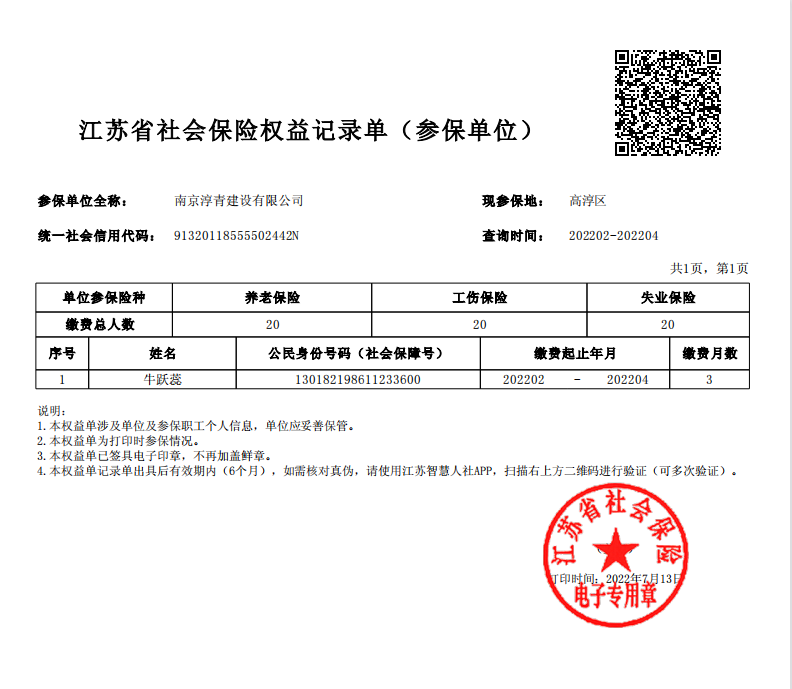 江苏省社会保险权益记录单（参保单位）
参保单位全称： 南京淳青建设有限公司 现参保地： 高淳区
统一社会信用代码： 91320118555502442N 查询时间： 202202-202204
共1页，第1页
单位参保险种 养老保险 工伤保险 失业保险
缴费总人数 20 20 20
序号 姓名 公民身份号码（社会保障号） 缴费起止年月 缴费月数
1 牛跃蕊 130182198611233600 202202 - 202204 3
说明：
1.本权益单涉及单位及参保职工个人信息，单位应妥善保管。
2.本权益单为打印时参保情况。
3.本权益单已签具电子印章，不再加盖鲜章。
4.本权益单记录单出具后有效期内（6个月），如需核对真伪，请使用江苏智慧人社APP，扫描右上方二维码进行验证（可多次验证）。
江苏省社会保险
打印时间：2022年7月13日
电子专用章